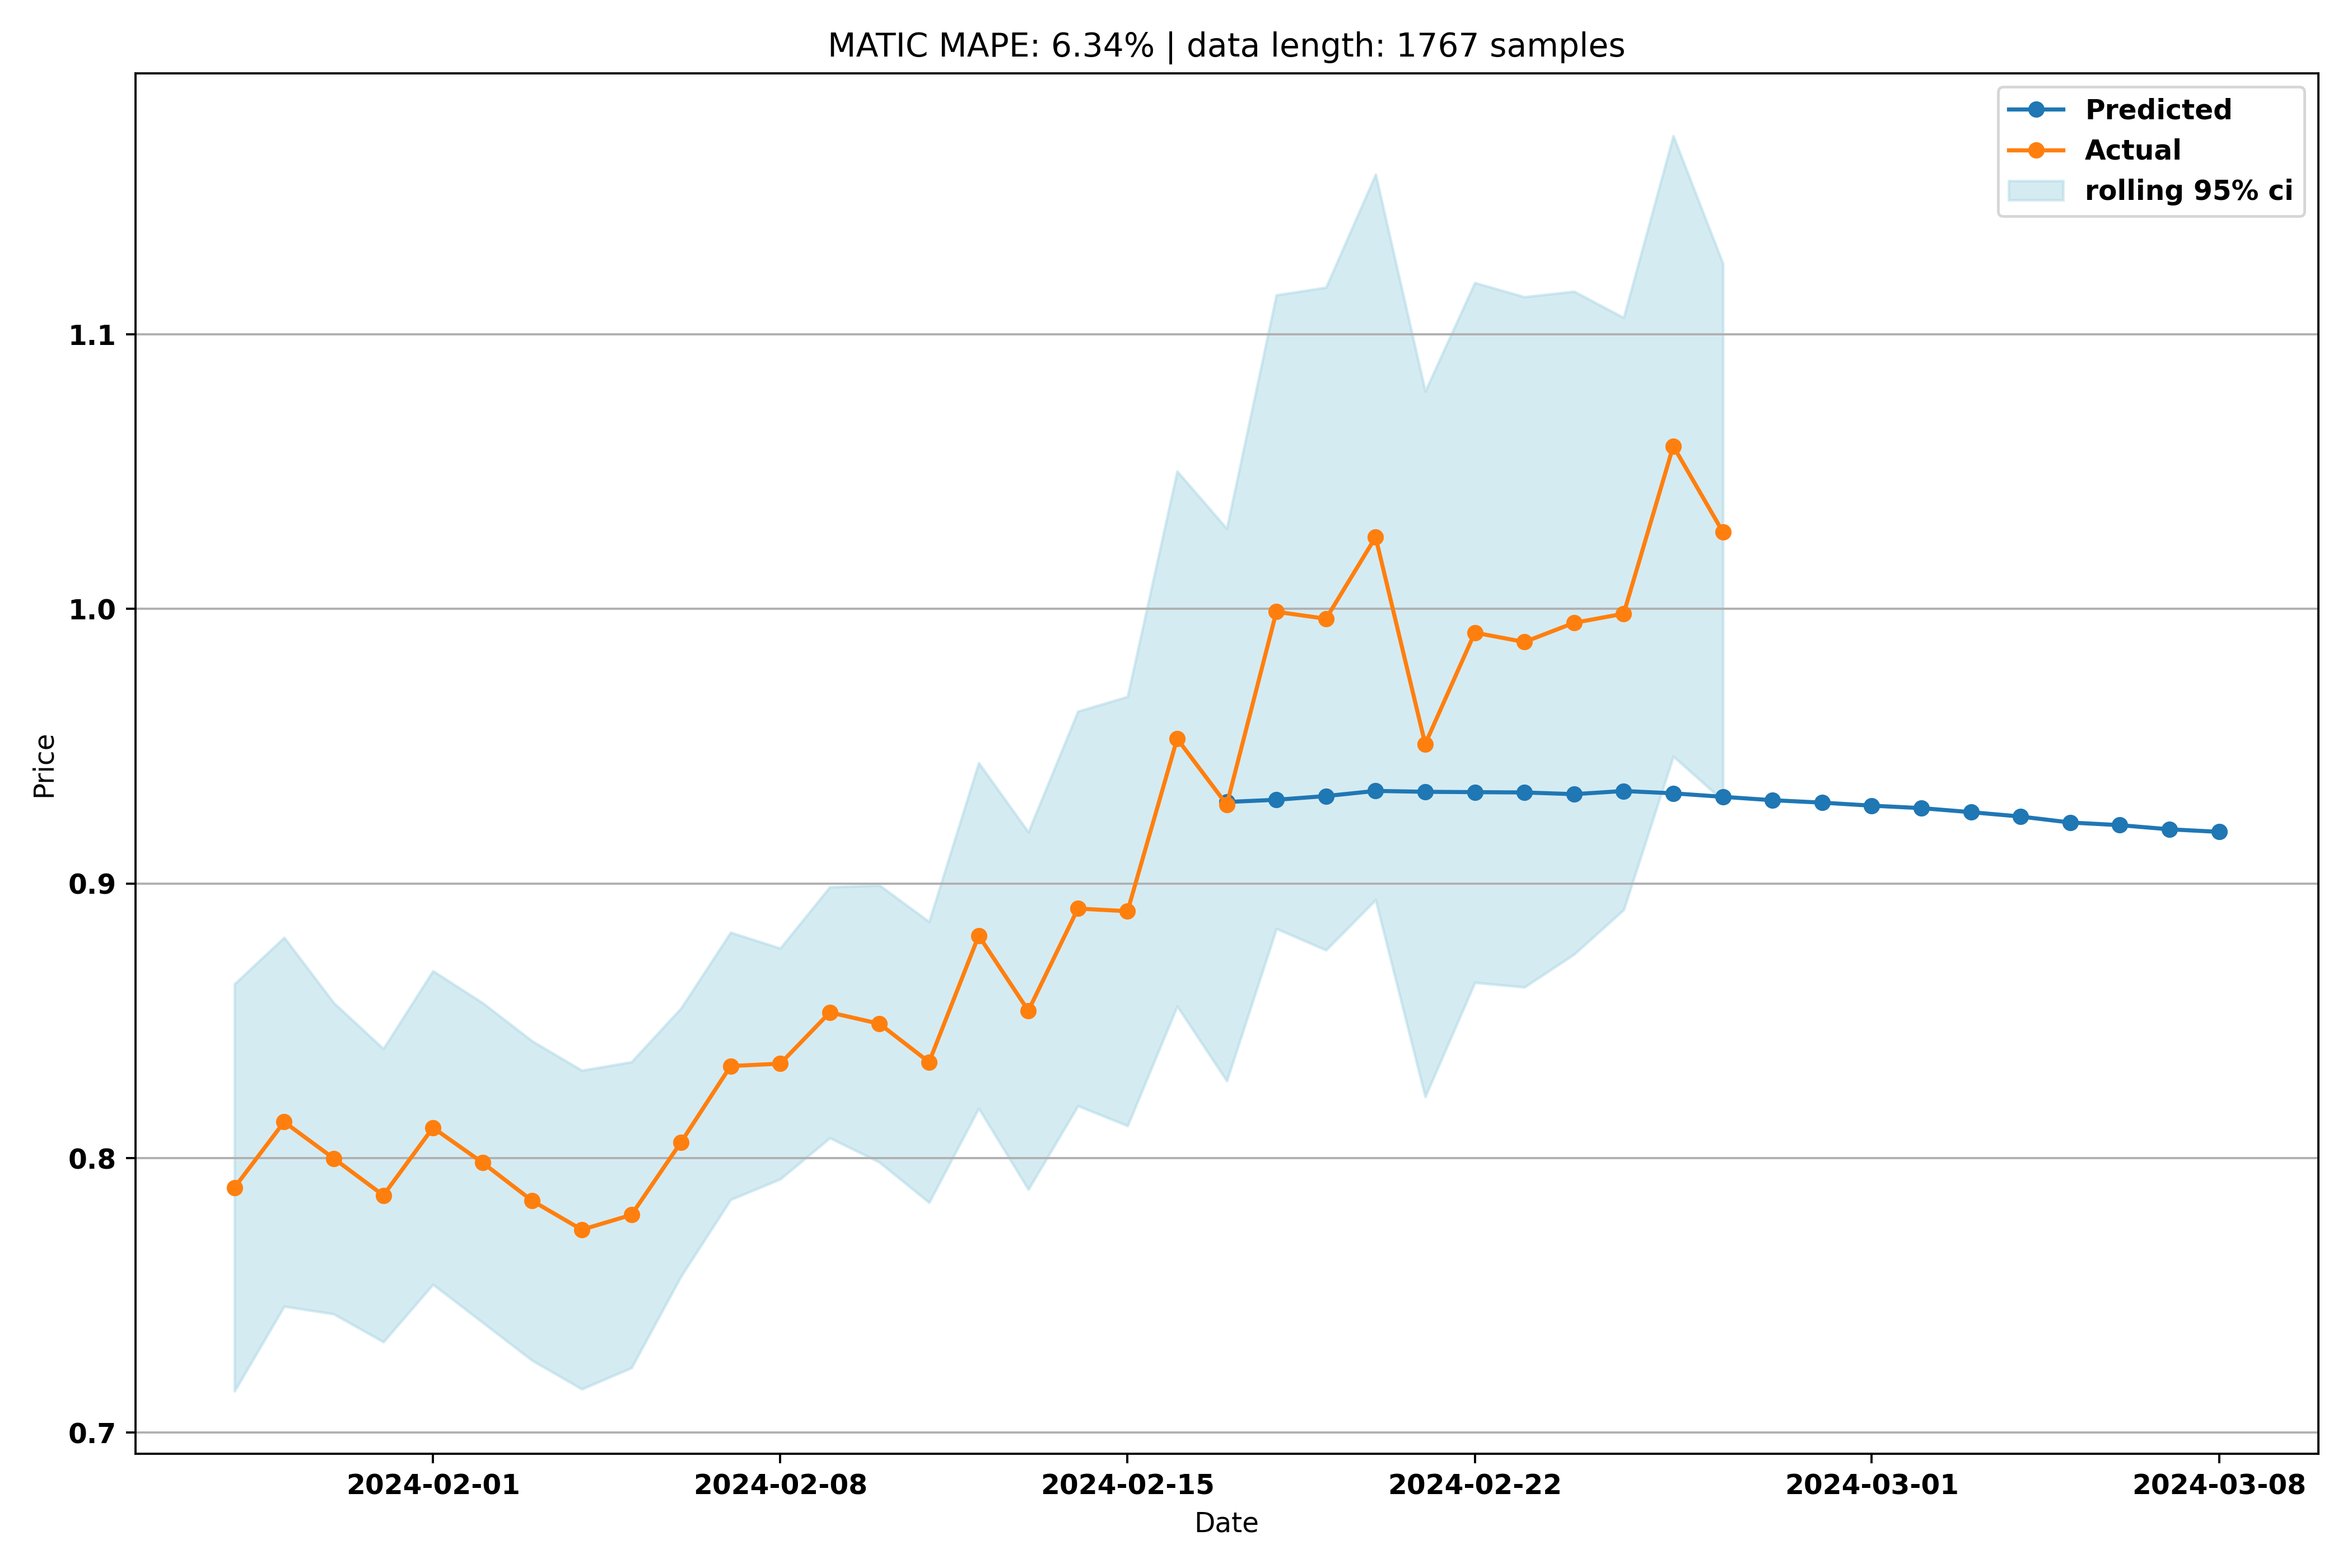 MATIC MAPE: 6.34% | data length: 1767 samples
Predicted
Actual
rolling 95% ci
1.1
1.0
0.9
0.8
0.7
Price
2024-02-01
2024-02-08
2024-02-15
2024-02-22
2024-03-01
2024-03-08
Date